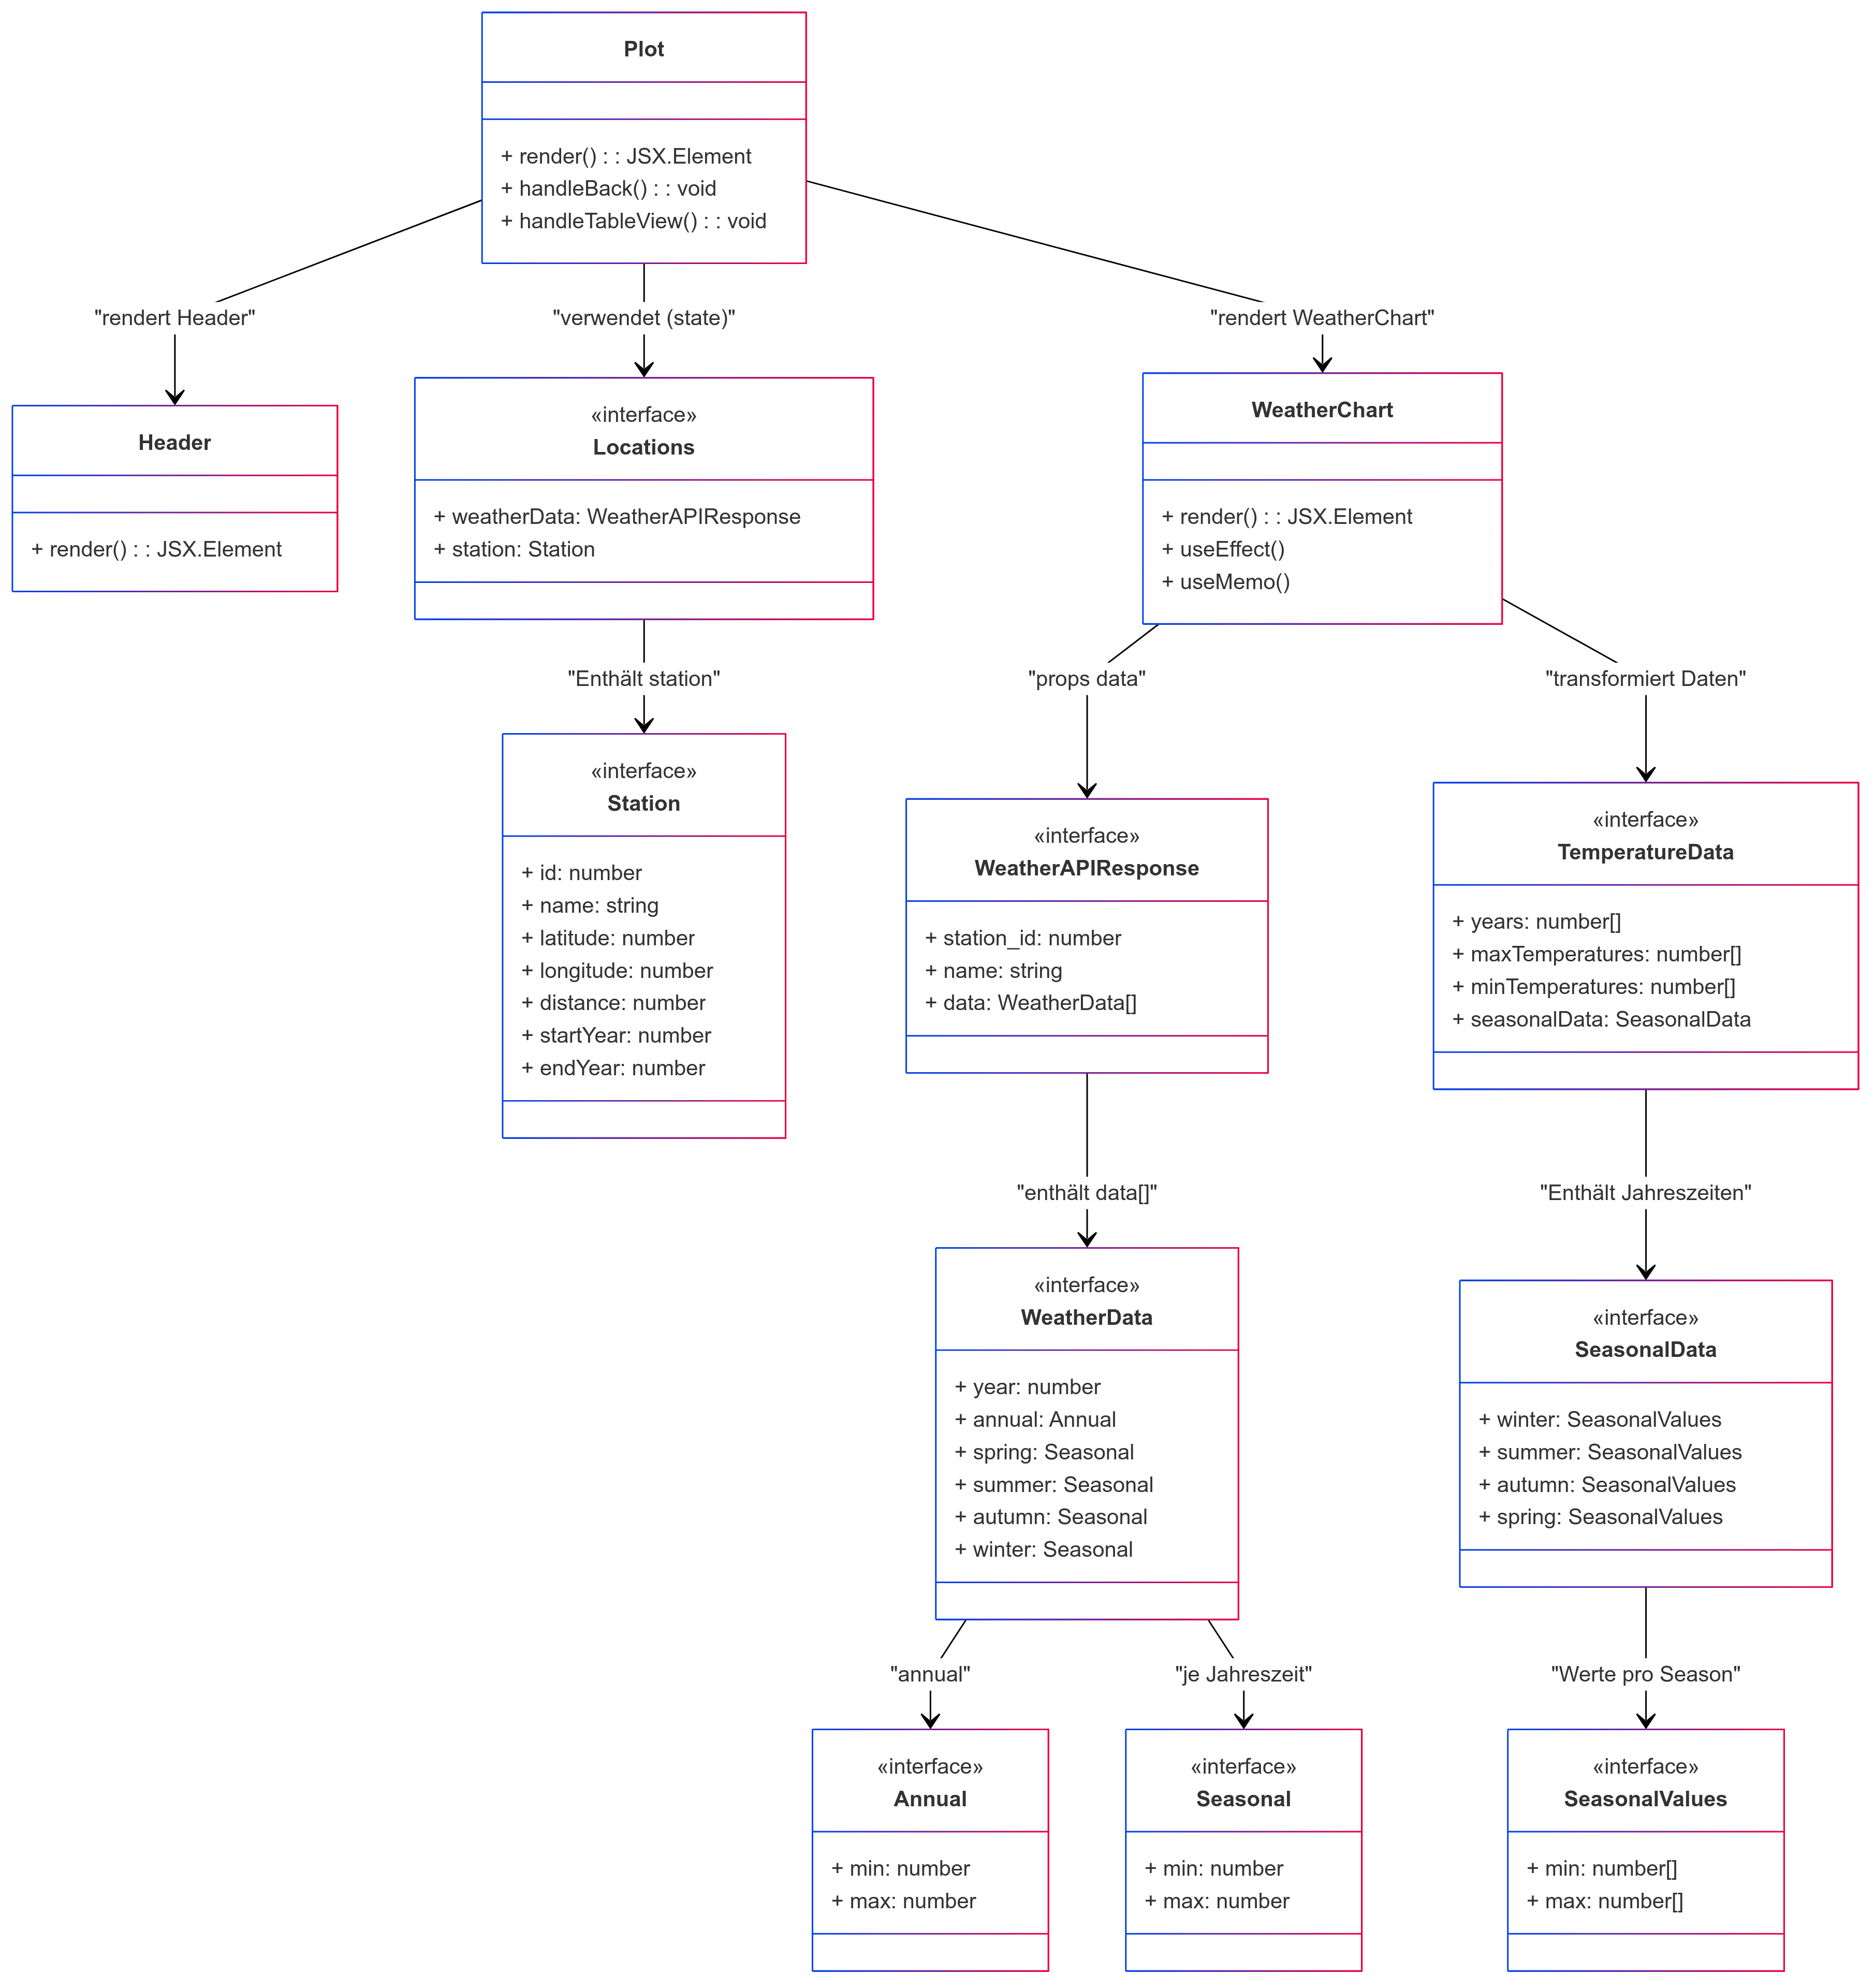 Plot
+ render() : : JSX.Element
+ handleBack() : : void
+ handleTableView() : : void
"rendert Header"
"verwendet (state)"
"rendert WeatherChart"
Header
+ render() : : JSX.Element
«interface»
Locations
+ weatherData: WeatherAPIResponse
+ station: Station
WeatherChart
+ render() : : JSX.Element
+ useEffect()
+ useMemo()
"Enthält station"
"props data"
"transformiert Daten"
«interface»
Station
+ id: number
+ name: string
+ latitude: number
+ longitude: number
+ distance: number
+ startYear: number
+ endYear: number
«interface»
WeatherAPIResponse
+ station_id: number
+ name: string
+ data: WeatherData[]
«interface»
TemperatureData
+ years: number[]
+ maxTemperatures: number[]
+ minTemperatures: number[]
+ seasonalData: SeasonalData
"enthält data[]"
"Enthält Jahreszeiten"
«interface»
WeatherData
+ year: number
+ annual: Annual
+ spring: Seasonal
+ summer: Seasonal
+ autumn: Seasonal
+ winter: Seasonal
«interface»
SeasonalData
+ winter: SeasonalValues
+ summer: SeasonalValues
+ autumn: SeasonalValues
+ spring: SeasonalValues
"annual"
"je Jahreszeit"
"Werte pro Season"
«interface»
Annual
+ min: number
+ max: number
«interface»
Seasonal
+ min: number
+ max: number
«interface»
SeasonalValues
+ min: number[]
+ max: number[]